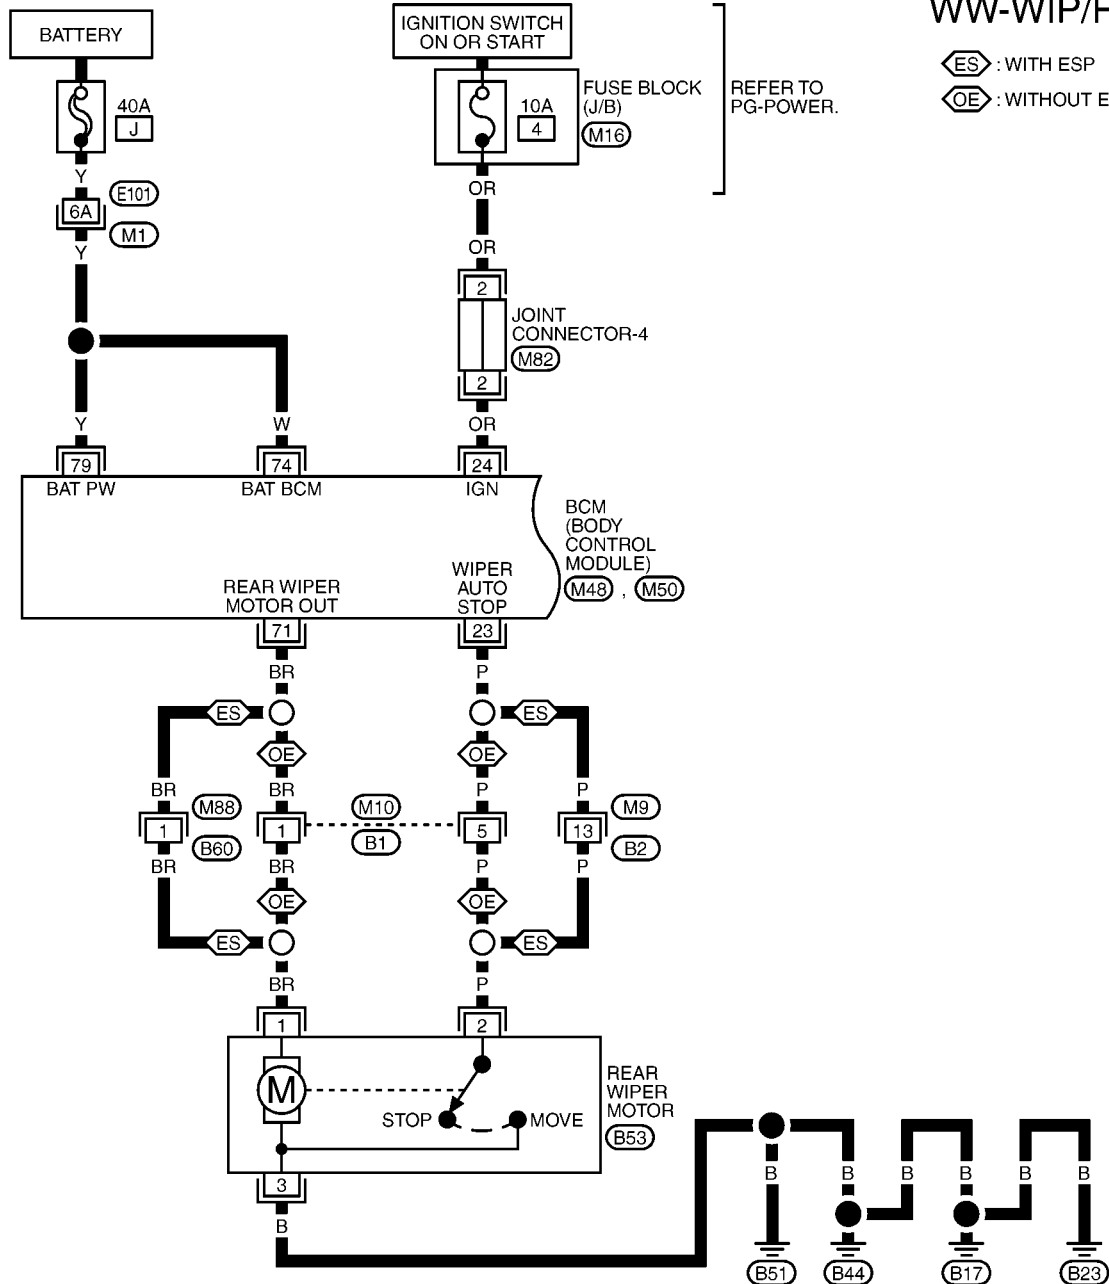 WW-WIP/
BATTERY
IGNITION SWITCH
ON OR START
ES : WITH ESP
OE : WITHOUT
40A
J
10A
4
FUSE BLOCK
(J/B)
M16
REFER TO
PG-POWER.
Y
OR
E101
6A
M1
Y
OR
2
JOINT
CONNECTOR-4
M82
2
Y
W
OR
79
74
24
BAT PW
BAT BCM
IGN
BCM
(BODY
CONTROL
MODULE)
M48 , M50
REAR WIPER
MOTOR OUT
WIPER
AUTO
STOP
71
23
BR
P
ES
ES
OE
OE
BR
BR
P
P
M88
M10
M9
1
1
5
13
B60
B1
B2
BR
BR
P
P
OE
OE
ES
ES
BR
P
1
2
M
STOP
MOVE
REAR
WIPER
MOTOR
B53
3
B
B
B
B
B
B
B
B51
B44
B17
B23